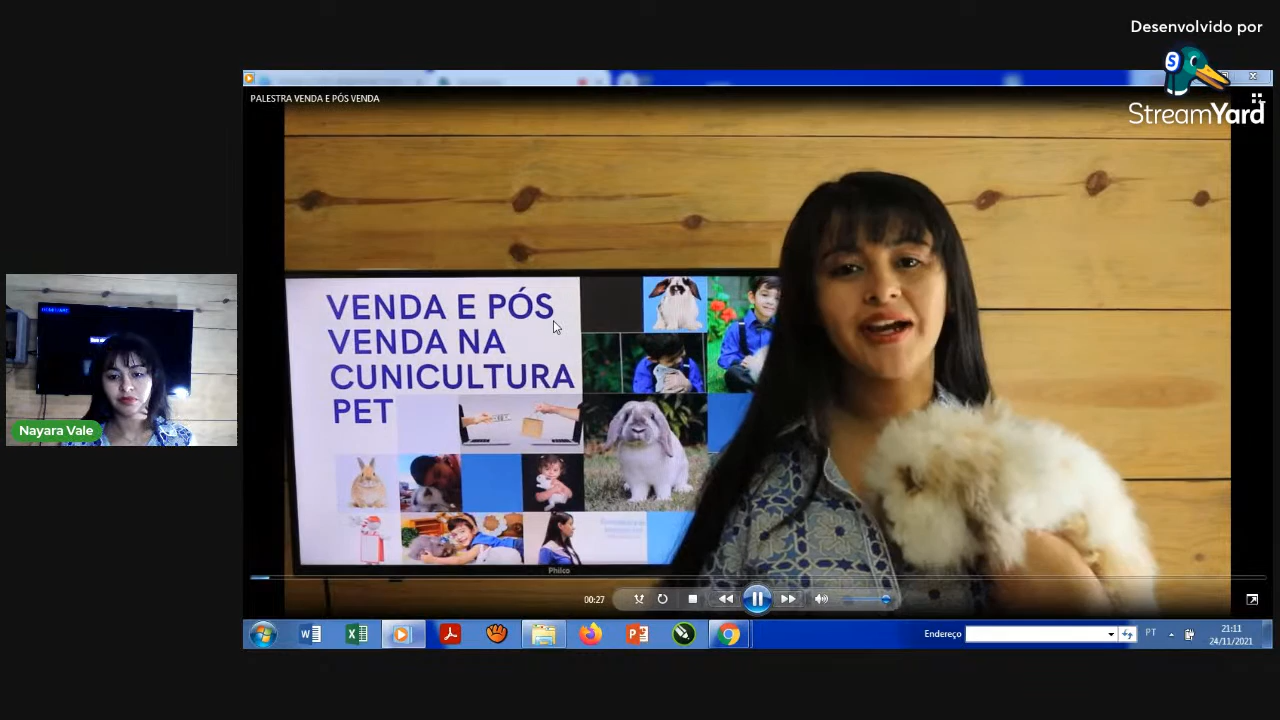 Desenvolvido por
StreamYard
PALESTRA VENDA E PÓS VENDA
VENDA E PÓS
VENDA NA
CUNICULTURA
PET
Philco
Nayara Vale
00:27
Endereço
PT
21:11
24/11/2021